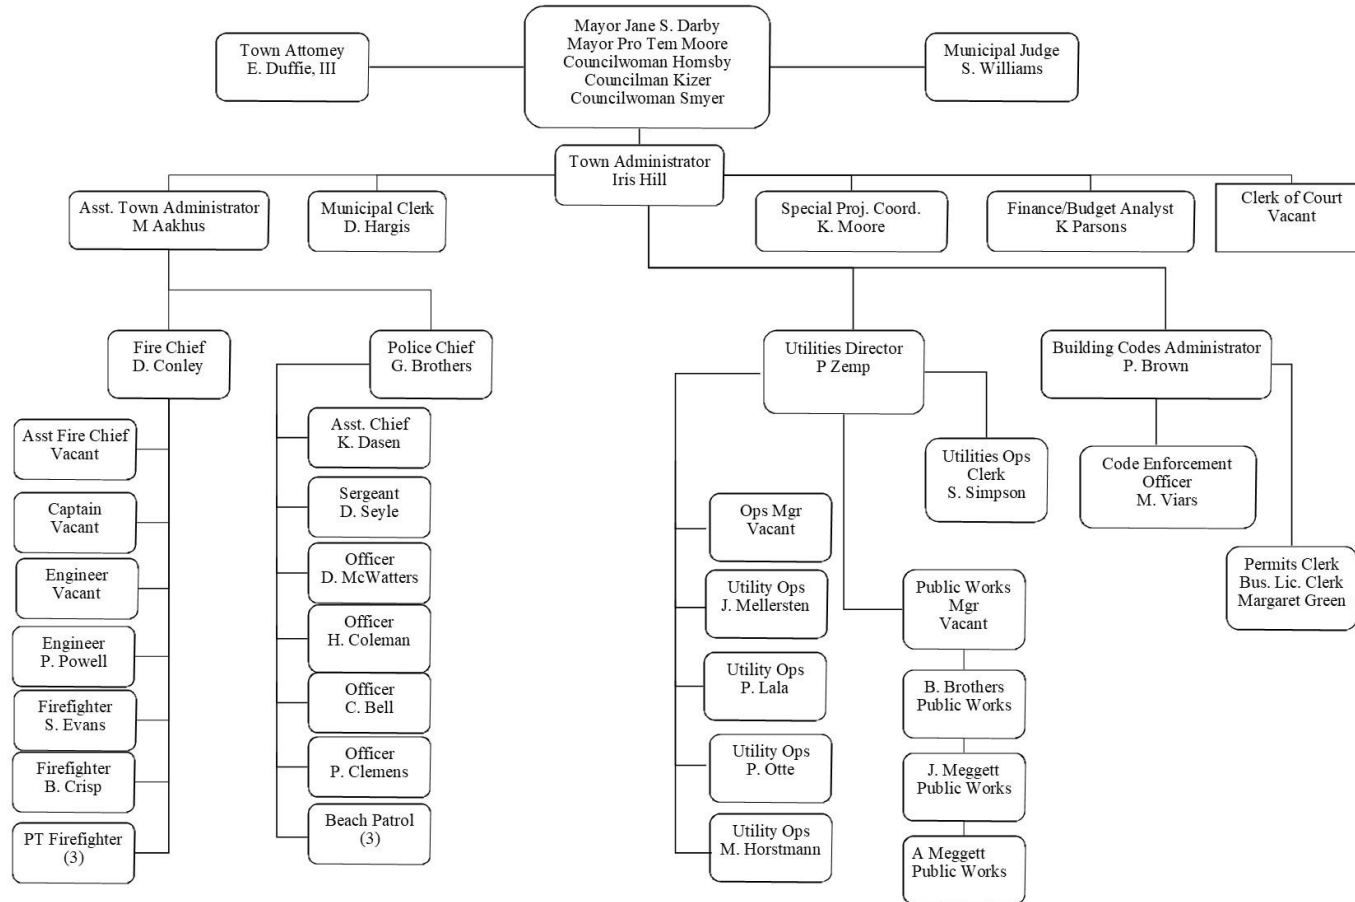 Mayor Jane S. Darby
Mayor Pro Tem Moore
Councilwoman Hornsby
Councilman Kizer
Councilwoman Smyer
Town Attorney
E. Duffie, III
Municipal Judge
S. Williams
Town Administrator
Iris Hill
Asst. Town Administrator
M Aakhus
Municipal Clerk
D. Hargis
Special Proj. Coord.
K. Moore
Finance/Budget Analyst
K Parsons
Clerk of Court
Vacant
Fire Chief
D. Conley
Police Chief
G. Brothers
Utilities Director
P Zemp
Building Codes Administrator
P. Brown
Asst Fire Chief
Vacant
Captain
Vacant
Engineer
Vacant
Engineer
P. Powell
Firefighter
S. Evans
Firefighter
B. Crisp
PT Firefighter
(3)
Asst. Chief
K. Dasen
Sergeant
D. Seyle
Officer
D. McWatters
Officer
H. Coleman
Officer
C. Bell
Officer
P. Clemens
Beach Patrol
(3)
Ops Mgr
Vacant
Utility Ops
J. Mellersten
Utility Ops
P. Lala
Utility Ops
P. Otte
Utility Ops
M. Horstmann
Utilities Ops
Clerk
S. Simpson
Public Works
Mgr
Vacant
B. Brothers
Public Works
J. Meggett
Public Works
A Meggett
Public Works
Code Enforcement
Officer
M. Viars
Permits Clerk
Bus. Lic. Clerk
Margaret Green